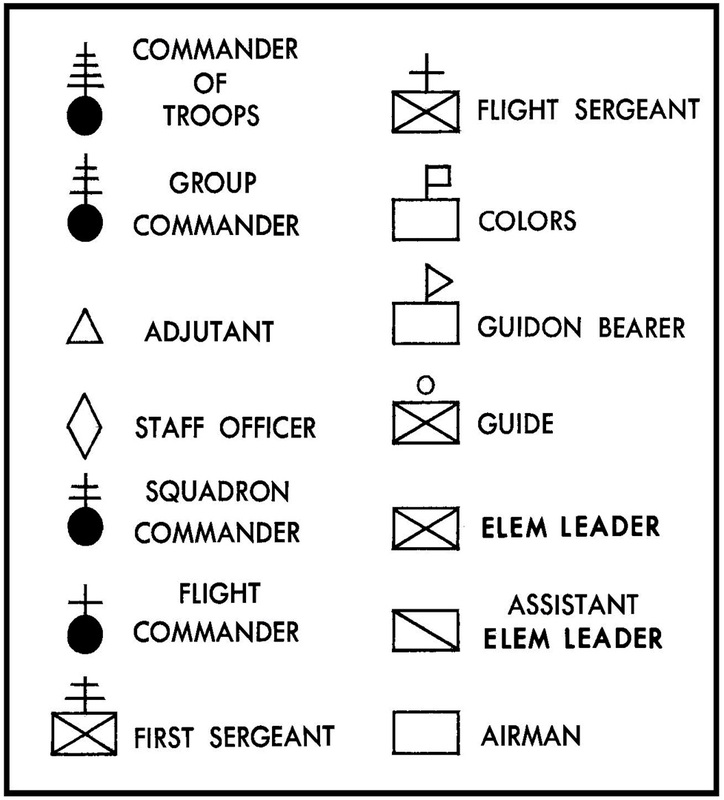 COMMANDER
OF
TROOPS
GROUP
COMMANDER
ADJUTANT
STAFF OFFICER
SQUADRON
COMMANDER
FLIGHT
COMMANDER
FIRST SERGEANT
FLIGHT SERGEANT
COLORS
GUIDON BEARER
GUIDE
ELEM LEADER
ASSISTANT
ELEM LEADER
AIRMAN